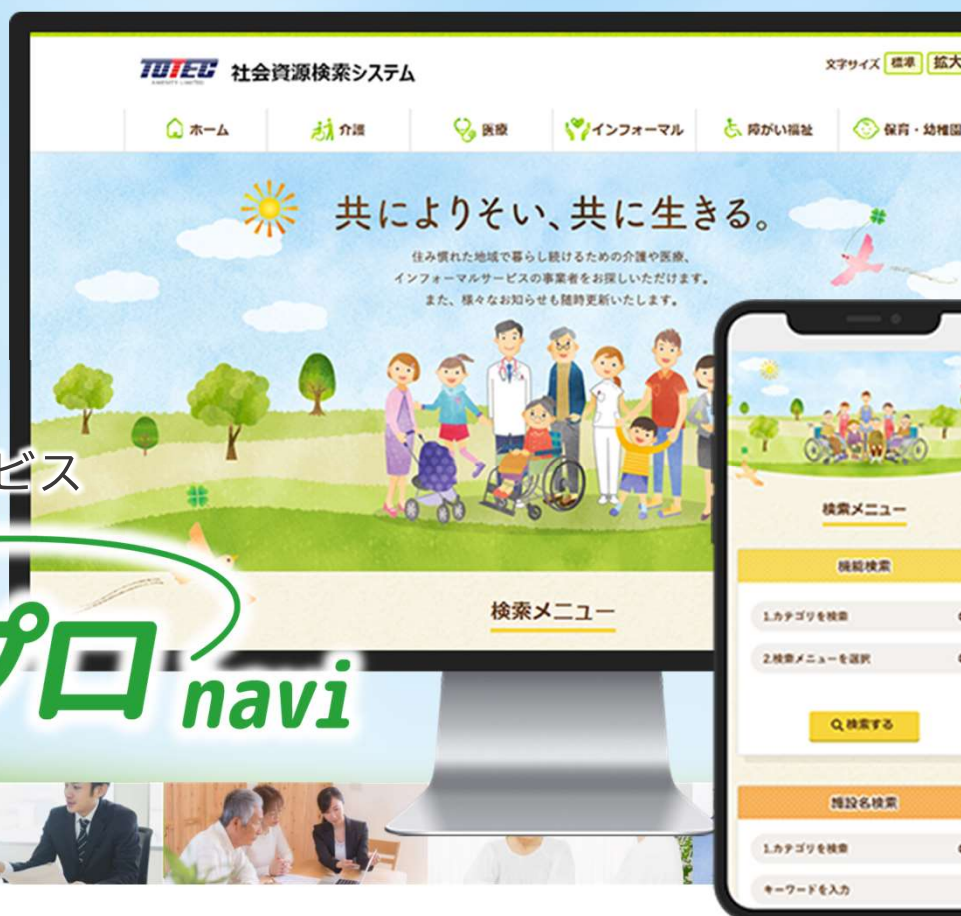 TOTEC
AMENITY LIMITED
社会資源検索システム
文字サイズ 標準 拡大
ホーム 介護 医療 インフォーマル 障がい福祉 保育・幼稚園
共によりそい、共に生きる。
住み慣れた地域で暮らし続けるための介護や医療、
インフォーマルサービスの事業者をお探しいただけます。
また、様々なお知らせも随時更新いたします。
検索メニュー
ビス
プロ navi
検索メニュー
機能検索
1.カテゴリを検索
2.検索メニューを選択
検索する
施設名検索
1.カテゴリを検索
キーワードを入力